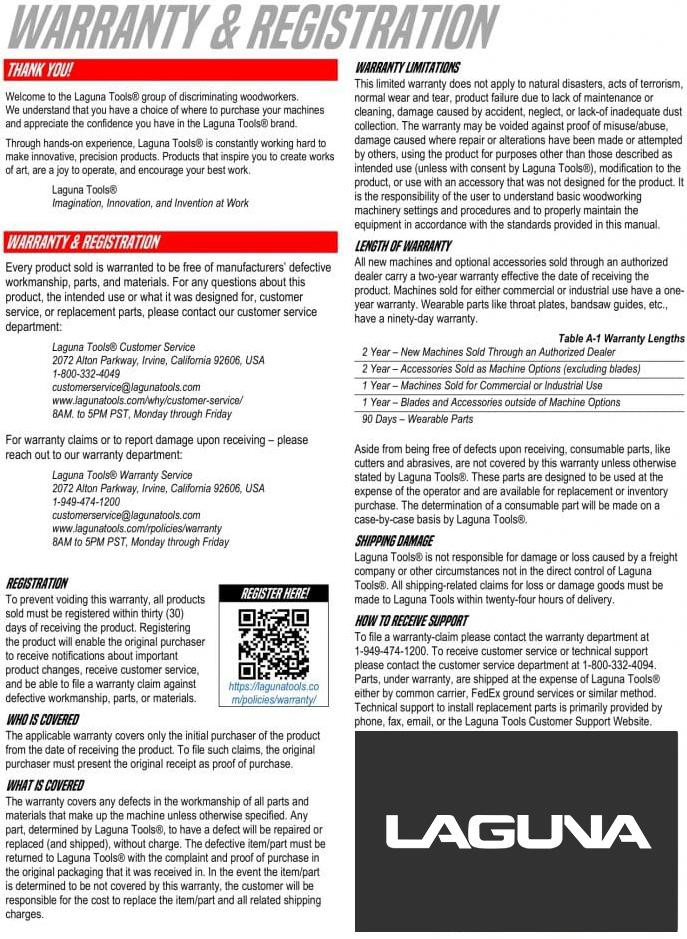 WARRANTY & REGISTRATION
THANK YOU!
Welcome to the Laguna Tools® group of discriminating woodworkers.
We understand that you have a choice of where to purchase your machines
and appreciate the confidence you have in the Laguna Tools® brand.
Through hands-on experience, Laguna Tools® is constantly working hard to
make innovative, precision products. Products that inspire you to create works
of art, are a joy to operate, and encourage your best work.
Laguna Tools®
Imagination, Innovation, and Invention at Work
WARRANTY & REGISTRATION
Every product sold is warranted to be free of manufacturers' defective
workmanship, parts, and materials. For any questions about this
product, the intended use or what it was designed for, customer
service, or replacement parts, please contact our customer service
department:
Laguna Tools® Customer Service
2072 Alton Parkway, Irvine, California 92606, USA
1-800-332-4049
customerservice@lagunatools.com
www.lagunatools.com/why/customer-service/
8AM. to 5PM PST, Monday through Friday
For warranty claims or to report damage upon receiving – please
reach out to our warranty department:
Laguna Tools® Warranty Service
2072 Alton Parkway, Irvine, California 92606, USA
1-949-474-1200
customerservice@lagunatools.com
www.lagunatools.com/rpolicies/warranty
8AM to 5PM PST, Monday through Friday
REGISTRATION
To prevent voiding this warranty, all products
sold must be registered within thirty (30)
days of receiving the product. Registering
the product will enable the original purchaser
to receive notifications about important
product changes, receive customer service,
and be able to file a warranty claim against
defective workmanship, parts, or materials.
REGISTER HERE!
https://lagunatools.co
m/policies/warranty/
WHO IS COVERED
The applicable warranty covers only the initial purchaser of the product
from the date of receiving the product. To file such claims, the original
purchaser must present the original receipt as proof of purchase.
WHAT IS COVERED
The warranty covers any defects in the workmanship of all parts and
materials that make up the machine unless otherwise specified. Any
part, determined by Laguna Tools®, to have a defect will be repaired or
replaced (and shipped), without charge. The defective item/part must be
returned to Laguna Tools® with the complaint and proof of purchase in
the original packaging that it was received in. In the event the item/part
is determined to be not covered by this warranty, the customer will be
responsible for the cost to replace the item/part and all related shipping
charges.
WARRANTY LIMITATIONS
This limited warranty does not apply to natural disasters, acts of terrorism,
normal wear and tear, product failure due to lack of maintenance or
cleaning, damage caused by accident, neglect, or lack-of inadequate dust
collection. The warranty may be voided against proof of misuse/abuse,
damage caused where repair or alterations have been made or attempted
by others, using the product for purposes other than those described as
intended use (unless with consent by Laguna Tools®), modification to the
product, or use with an accessory that was not designed for the product. It
is the responsibility of the user to understand basic woodworking
machinery settings and procedures and to properly maintain the
equipment in accordance with the standards provided in this manual.
LENGTH OF WARRANTY
All new machines and optional accessories sold through an authorized
dealer carry a two-year warranty effective the date of receiving the
product. Machines sold for either commercial or industrial use have a one-
year warranty. Wearable parts like throat plates, bandsaw guides, etc.,
have a ninety-day warranty.
Table A-1 Warranty Lengths
2 Year – New Machines Sold Through an Authorized Dealer
2 Year – Accessories Sold as Machine Options (excluding blades)
1 Year – Machines Sold for Commercial or Industrial Use
1 Year – Blades and Accessories outside of Machine Options
90 Days – Wearable Parts
Aside from being free of defects upon receiving, consumable parts, like
cutters and abrasives, are not covered by this warranty unless otherwise
stated by Laguna Tools®. These parts are designed to be used at the
expense of the operator and are available for replacement or inventory
purchase. The determination of a consumable part will be made on a
case-by-case basis by Laguna Tools®.
SHIPPING DAMAGE
Laguna Tools® is not responsible for damage or loss caused by a freight
company or other circumstances not in the direct control of Laguna
Tools®. All shipping-related claims for loss or damage goods must be
made to Laguna Tools within twenty-four hours of delivery.
HOW TO RECEIVE SUPPORT
To file a warranty-claim please contact the warranty department at
1-949-474-1200. To receive customer service or technical support
please contact the customer service department at 1-800-332-4094.
Parts, under warranty, are shipped at the expense of Laguna Tools®
either by common carrier, FedEx ground services or similar method.
Technical support to install replacement parts is primarily provided by
phone, fax, email, or the Laguna Tools Customer Support Website.
LAGUNA